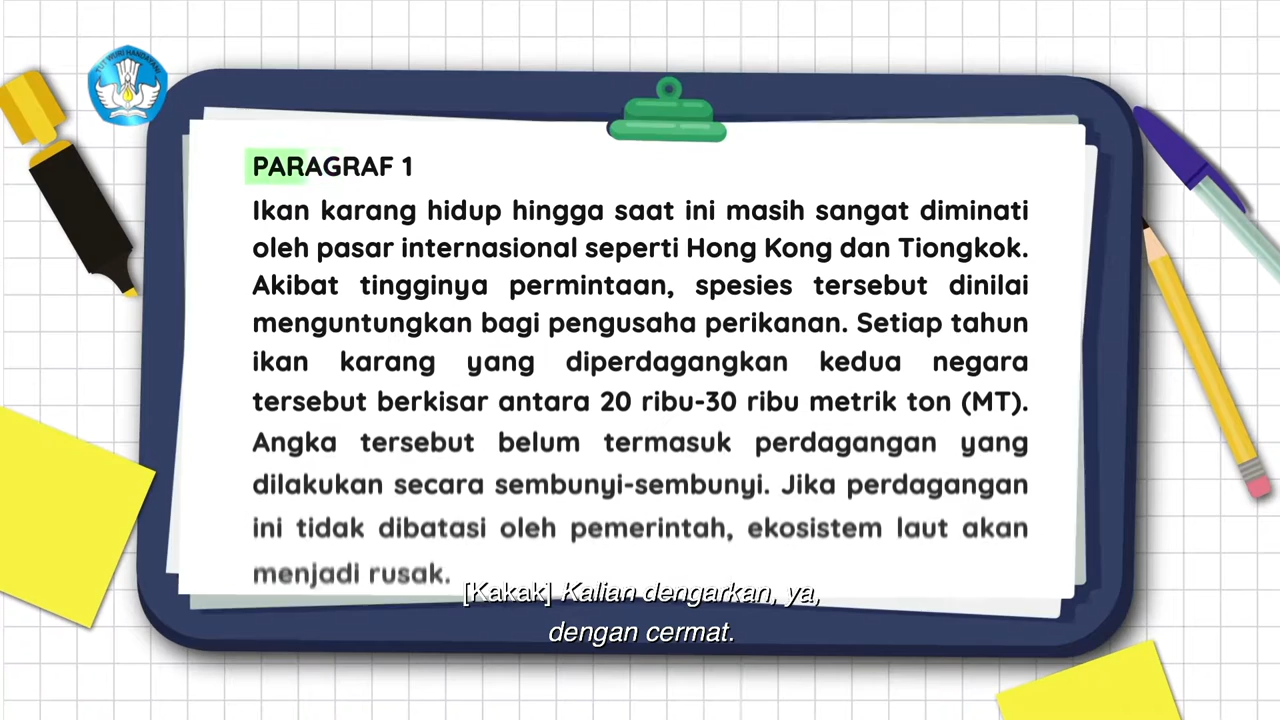 TUT WURI HANDAYANI
PARAGRAF 1
Ikan karang hidup hingga saat ini masih sangat diminati
oleh pasar internasional seperti Hong Kong dan Tiongkok.
Akibat tingginya permintaan, spesies tersebut dinilai
menguntungkan bagi pengusaha perikanan. Setiap tahun
ikan karang yang diperdagangkan kedua negara
tersebut berkisar antara 20 ribu-30 ribu metrik ton (MT).
Angka tersebut belum termasuk perdagangan yang
dilakukan secara sembunyi-sembunyi. Jika perdagangan
ini tidak dibatasi oleh pemerintah, ekosistem laut akan
menjadi rusak.
[Kakak] Kalian dengarkan, ya,
dengan cermat.